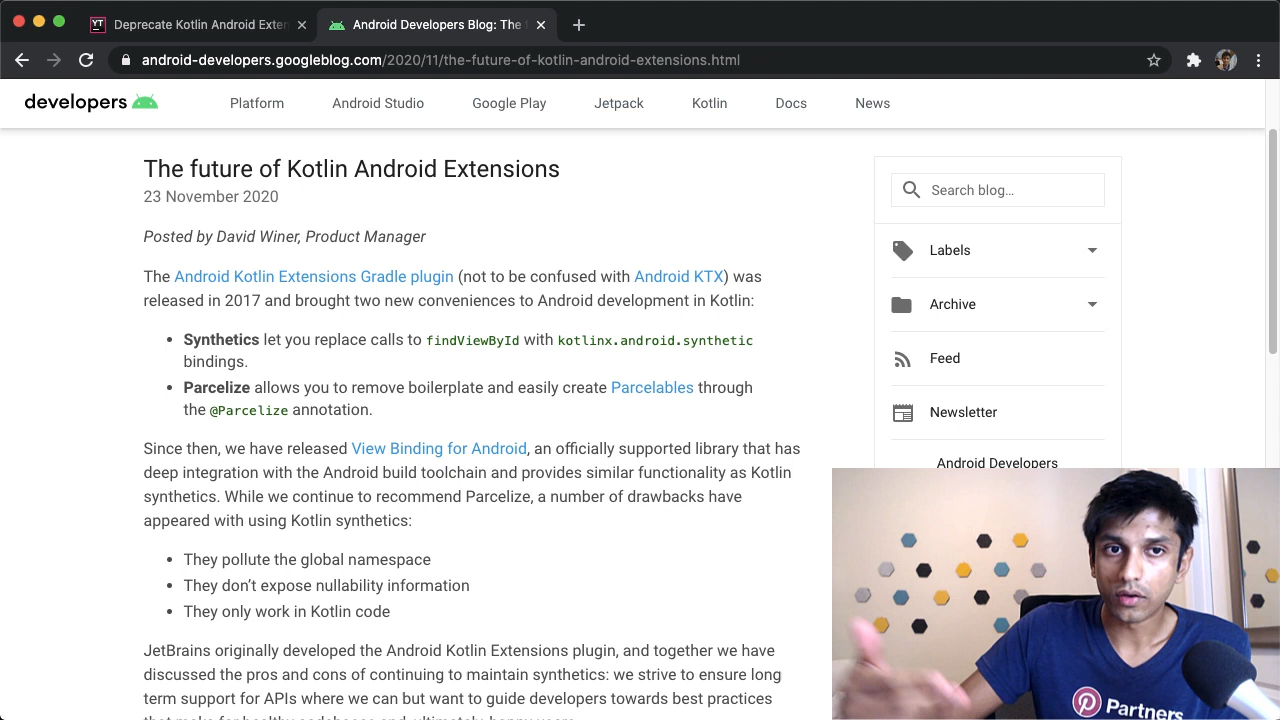 Deprecate Kotlin Android Exten
Android Developers Blog: The
android-developers.googleblog.com/2020/11/the-future-of-kotlin-android-extensions.html
developers
Platform
Android Studio
Google Play
Jetpack
Kotlin
Docs
News
The future of Kotlin Android Extensions
23 November 2020
Posted by David Winer, Product Manager
The Android Kotlin Extensions Gradle plugin (not to be confused with Android KTX) was
released in 2017 and brought two new conveniences to Android development in Kotlin:
• Synthetics let you replace calls to findViewById with kotlinx.android.synthetic
bindings.
• Parcelize allows you to remove boilerplate and easily create Parcelables through
the @Parcelize annotation.
Since then, we have released View Binding for Android, an officially supported library that has
deep integration with the Android build toolchain and provides similar functionality as Kotlin
synthetics. While we continue to recommend Parcelize, a number of drawbacks have
appeared with using Kotlin synthetics:
• They pollute the global namespace
• They don’t expose nullability information
• They only work in Kotlin code
JetBrains originally developed the Android Kotlin Extensions plugin, and together we have
discussed the pros and cons of continuing to maintain synthetics: we strive to ensure long
term support for APIs where we can but want to guide developers towards best practices
Search blog...
Labels
Archive
Feed
Newsletter
Android Developers
Partners